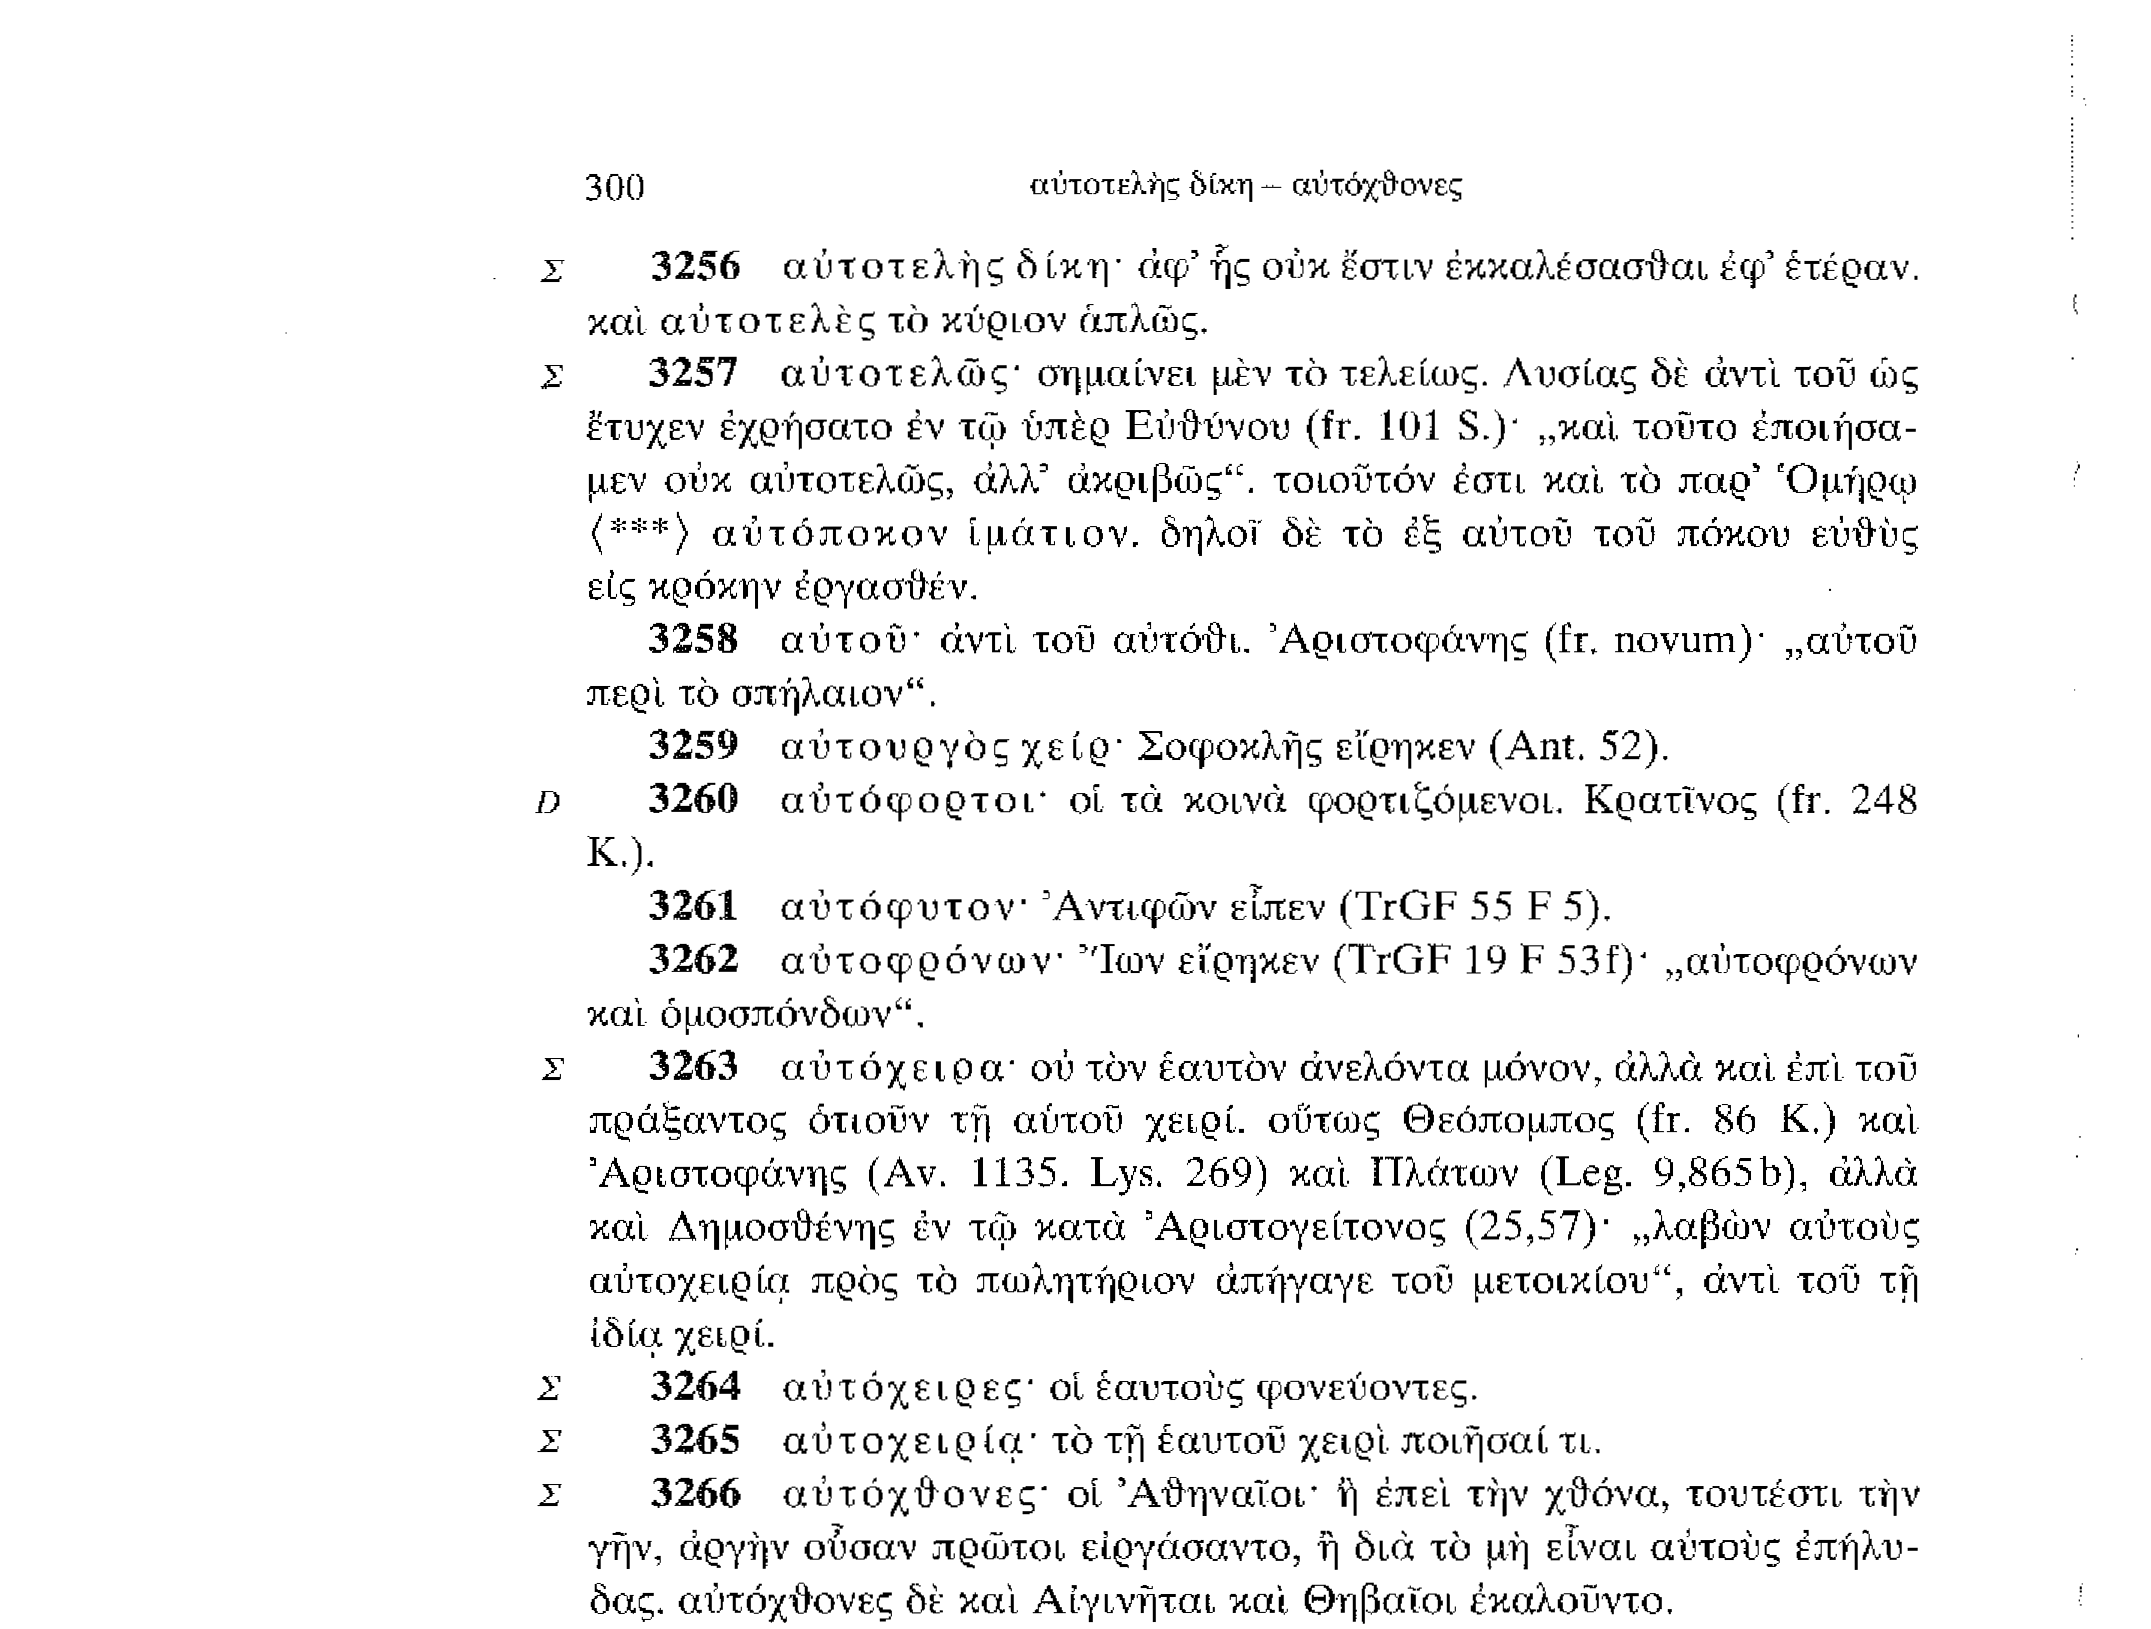 300 αὐτοτελὴς δίκη – αὐτόχθονες
Σ 3256 αὐτοτελὴς δίκη· ἀφ’ ἧς οὐκ ἔστιν ἐκκαλέσασθαι ἐφ’ ἑτέραν.
καὶ αὐτοτελὲς τὸ κύριον ἁπλῶς.
Σ 3257 αὐτοτελῶς· σημαίνει μὲν τὸ τελείως. Λυσίας δὲ ἀντὶ τοῦ ὡς
ἔτυχεν ἐχρήσατο ἐν τῷ ὑπὲρ Εὐθύνου (fr. 101 S.)· „καὶ τοῦτο ἐποιήσα-
μεν οὐκ αὐτοτελῶς, ἀλλ’ ἀκριβῶς“. τοιοῦτόν ἐστι καὶ τὸ παρ’ Ὁμήρῳ
⟨***⟩ αὐτόποκον ἱμάτιον. δηλοῖ δὲ τὸ ἐξ αὐτοῦ τοῦ πόκου εὐθὺς
εἰς κρόκην ἐργασθέν.
3258 αὐτοῦ· ἀντὶ τοῦ αὐτόθι. Ἀριστοφάνης (fr. novum)· „αὐτοῦ
περὶ τὸ σπήλαιον“.
3259 αὐτουργὸς χείρ· Σοφοκλῆς εἴρηκεν (Ant. 52).
D 3260 αὐτόφορτοι· οἱ τὰ κοινὰ φορτιζόμενοι. Κρατῖνος (fr. 248
K.).
3261 αὐτόφυτον· Ἀντιφῶν εἶπεν (TrGF 55 F 5).
3262 αὐτοφρόνων· Ἴων εἴρηκεν (TrGF 19 F 53f)· „αὐτοφρόνων
καὶ ὁμοσπόνδων“.
Σ 3263 αὐτόχειρα· οὐ τὸν ἑαυτὸν ἀνελόντα μόνον, ἀλλὰ καὶ ἐπὶ τοῦ
πράξαντος ὁτιοῦν τῇ αὑτοῦ χειρί. οὕτως Θεόπομπος (fr. 86 K.) καὶ
Ἀριστοφάνης (Av. 1135. Lys. 269) καὶ Πλάτων (Leg. 9,865b), ἀλλὰ
καὶ Δημοσθένης ἐν τῷ κατὰ Ἀριστογείτονος (25,57)· „λαβὼν αὐτοὺς
αὐτοχειρίᾳ πρὸς τὸ πωλητήριον ἀπήγαγε τοῦ μετοικίου“, ἀντὶ τοῦ τῇ
ἰδίᾳ χειρί.
Σ 3264 αὐτόχειρες· οἱ ἑαυτοὺς φονεύοντες.
Σ 3265 αὐτοχειρίᾳ· τὸ τῇ ἑαυτοῦ χειρὶ ποιῆσαί τι.
Σ 3266 αὐτόχθονες· οἱ Ἀθηναῖοι· ἢ ἐπεὶ τὴν χθόνα, τουτέστι τὴν
γῆν, ἀργὴν οὖσαν πρῶτοι εἰργάσαντο, ἢ διὰ τὸ μὴ εἶναι αὐτοὺς ἐπήλυ-
δας. αὐτόχθονες δὲ καὶ Αἰγινῆται καὶ Θηβαῖοι ἐκαλοῦντο.